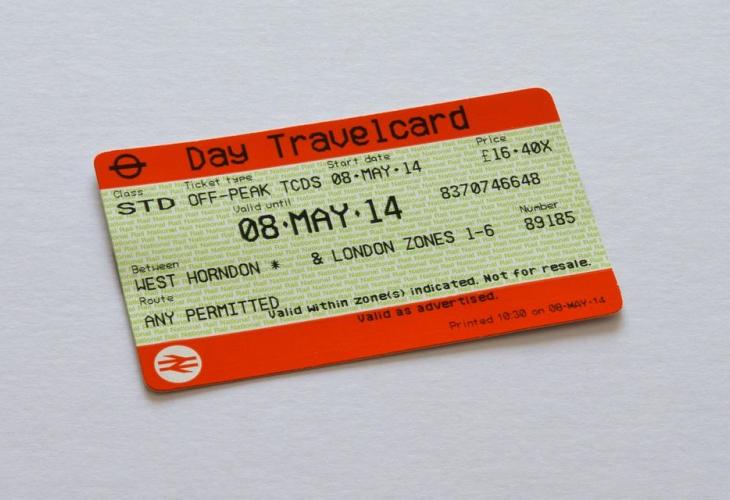 Day Travelcard
Class Ticket type Start date Price
STD OFF-PEAK TCDS 08·MAY·14 £16·40X
Valid until
08·MAY·14 8370746648
Between Number
WEST HORNDON * & LONDON ZONES 1-6 89185
Route
ANY PERMITTED Valid within zone(s) indicated. Not for resale.
Valid as advertised.
Printed 10:30 on 08-MAY-14